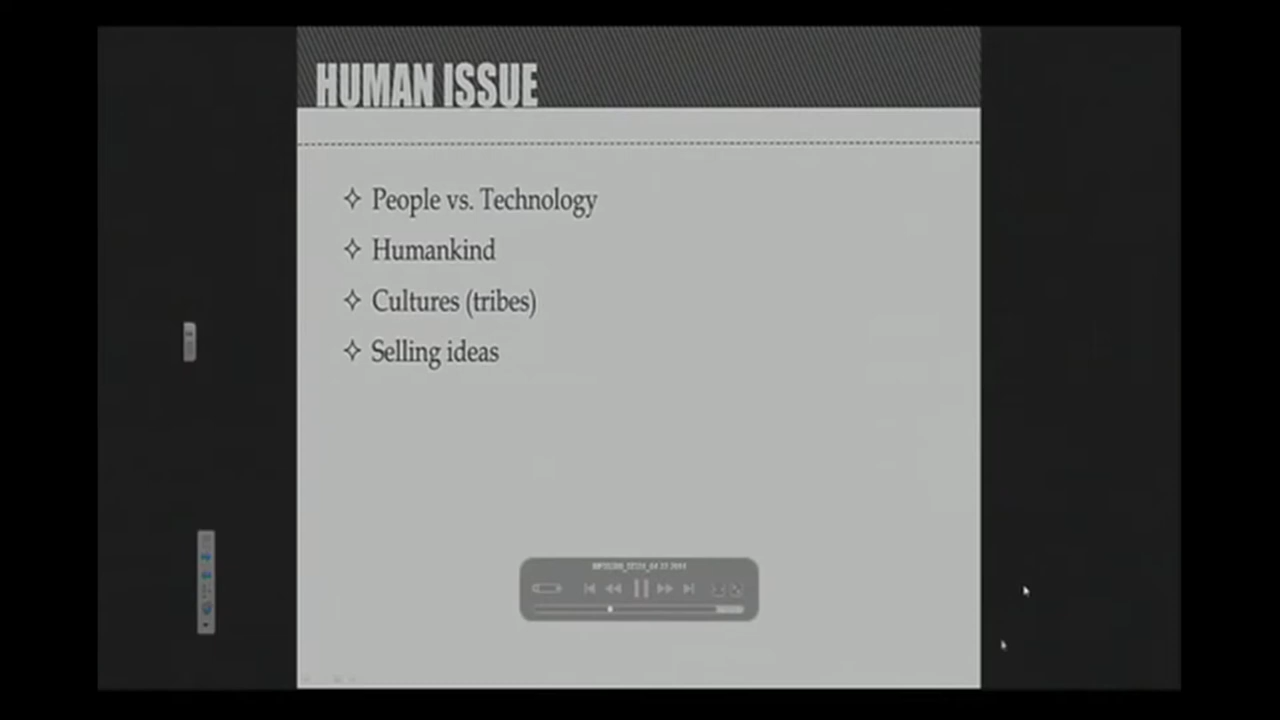 HUMAN ISSUE
People vs. Technology
Humankind
Cultures (tribes)
Selling ideas